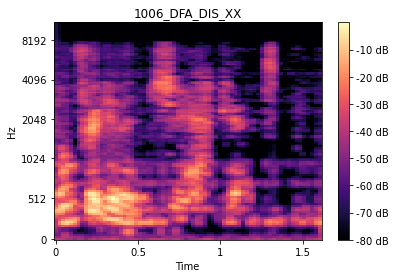 1006_DFA_DIS_XX
8192
4096
2048
1024
512
0
Hz
0
0.5
1
1.5
Time
-10 dB
-20 dB
-30 dB
-40 dB
-50 dB
-60 dB
-70 dB
-80 dB